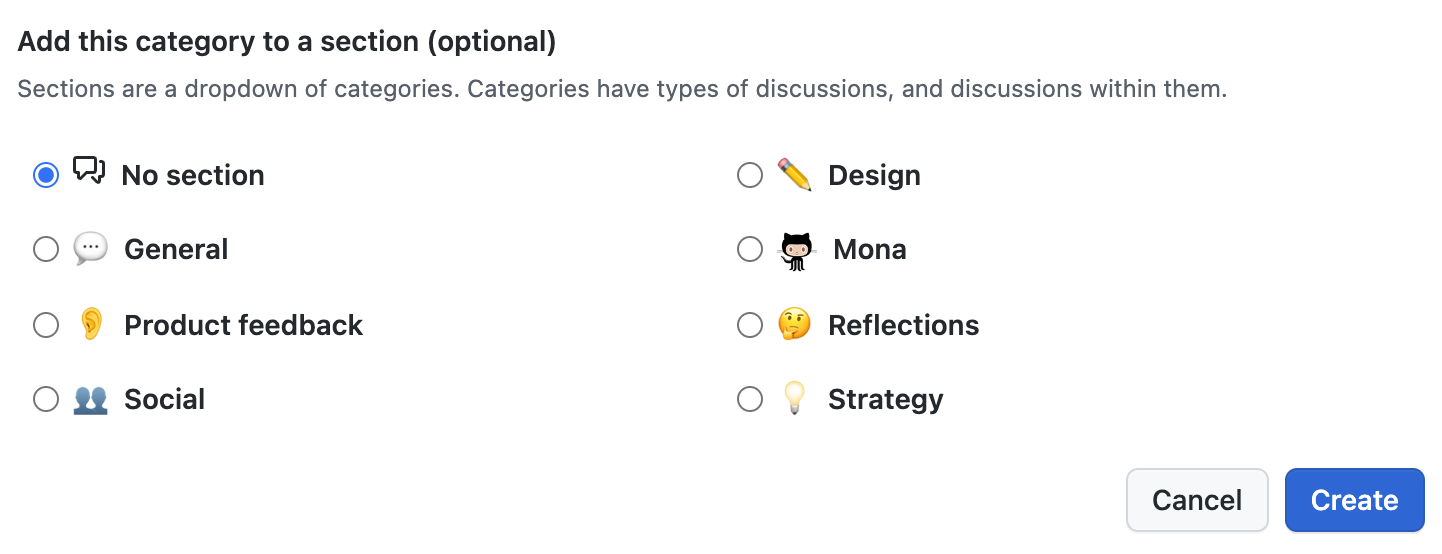 Add this category to a section (optional)
Sections are a dropdown of categories. Categories have types of discussions, and discussions within them.
No section
Design
General
Mona
Product feedback
Reflections
Social
Strategy
Cancel
Create